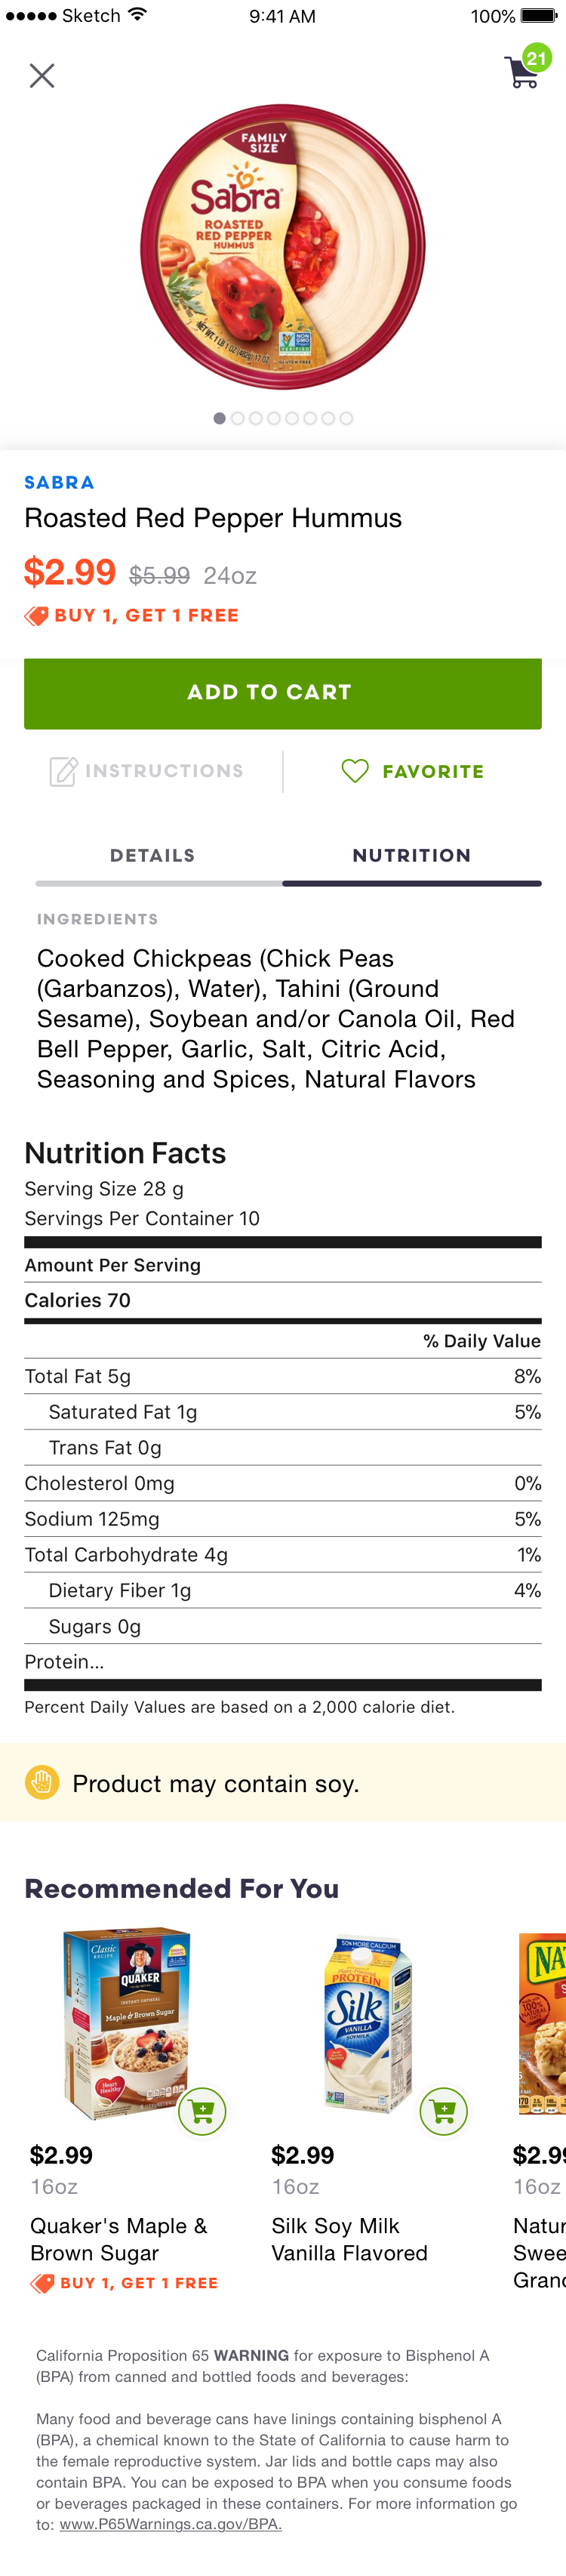 Sketch 9:41 AM 100%
21
FAMILY
SIZE
Sabra
ROASTED
RED PEPPER
HUMMUS
NET WT. 1 LB 1 OZ (482g) 17 OZ
NON
GMO
VERIFIED
GLUTEN FREE
SABRA
Roasted Red Pepper Hummus
$2.99 $5.99 24oz
BUY 1, GET 1 FREE
ADD TO CART
INSTRUCTIONS FAVORITE
DETAILS NUTRITION
INGREDIENTS
Cooked Chickpeas (Chick Peas
(Garbanzos), Water), Tahini (Ground
Sesame), Soybean and/or Canola Oil, Red
Bell Pepper, Garlic, Salt, Citric Acid,
Seasoning and Spices, Natural Flavors
Nutrition Facts
Serving Size 28 g
Servings Per Container 10
Amount Per Serving
Calories 70
% Daily Value
Total Fat 5g 8%
Saturated Fat 1g 5%
Trans Fat 0g
Cholesterol 0mg 0%
Sodium 125mg 5%
Total Carbohydrate 4g 1%
Dietary Fiber 1g 4%
Sugars 0g
Protein...
Percent Daily Values are based on a 2,000 calorie diet.
Product may contain soy.
Recommended For You
Classic
RECIPE
QUAKER
INSTANT OATMEAL
Maple & Brown Sugar
Heart
Healthy
50% MORE CALCIUM
PROTEIN
Silk
VANILLA
SOYMILK
NA
100%
NATURAL
$2.99 $2.99 $2.99
16oz 16oz 16oz
Quaker's Maple & Silk Soy Milk Natur
Brown Sugar Vanilla Flavored Swee
Grano
BUY 1, GET 1 FREE
California Proposition 65 WARNING for exposure to Bisphenol A
(BPA) from canned and bottled foods and beverages:
Many food and beverage cans have linings containing bisphenol A
(BPA), a chemical known to the State of California to cause harm to
the female reproductive system. Jar lids and bottle caps may also
contain BPA. You can be exposed to BPA when you consume foods
or beverages packaged in these containers. For more information go
to: www.P65Warnings.ca.gov/BPA.